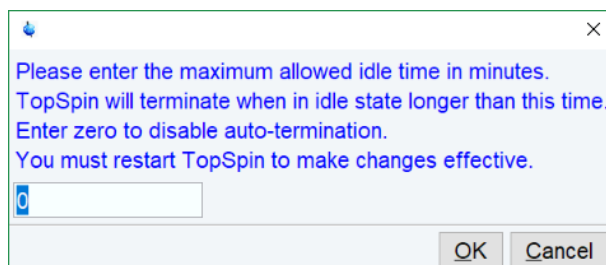 Please enter the maximum allowed idle time in minutes.
TopSpin will terminate when in idle state longer than this time.
Enter zero to disable auto-termination.
You must restart TopSpin to make changes effective.
0
OK Cancel